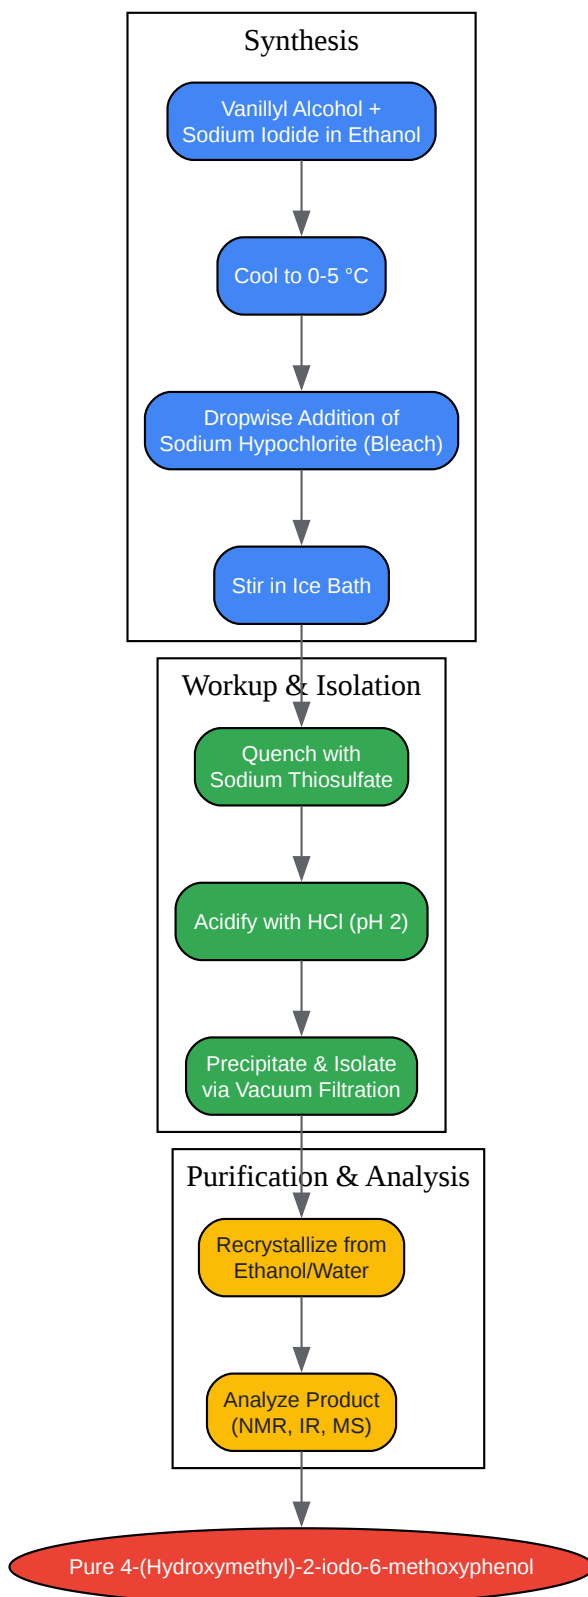 Synthesis
Vanillyl Alcohol +
Sodium Iodide in Ethanol
Cool to 0-5 °C
Dropwise Addition of
Sodium Hypochlorite (Bleach)
Stir in Ice Bath
Workup & Isolation
Quench with
Sodium Thiosulfate
Acidify with HCl (pH 2)
Precipitate & Isolate
via Vacuum Filtration
Purification & Analysis
Recrystallize from
Ethanol/Water
Analyze Product
(NMR, IR, MS)
Pure 4-(Hydroxymethyl)-2-iodo-6-methoxyphenol